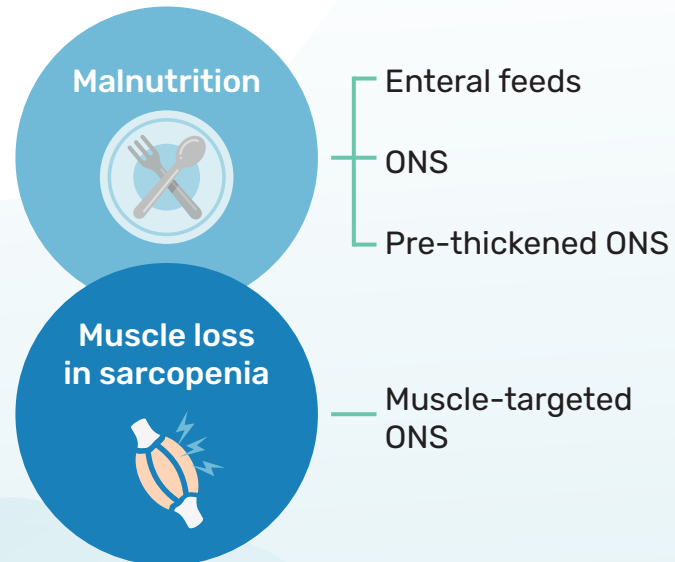 Malnutrition
Enteral feeds
ONS
Pre-thickened ONS
Muscle loss
in sarcopenia
Muscle-targeted
ONS